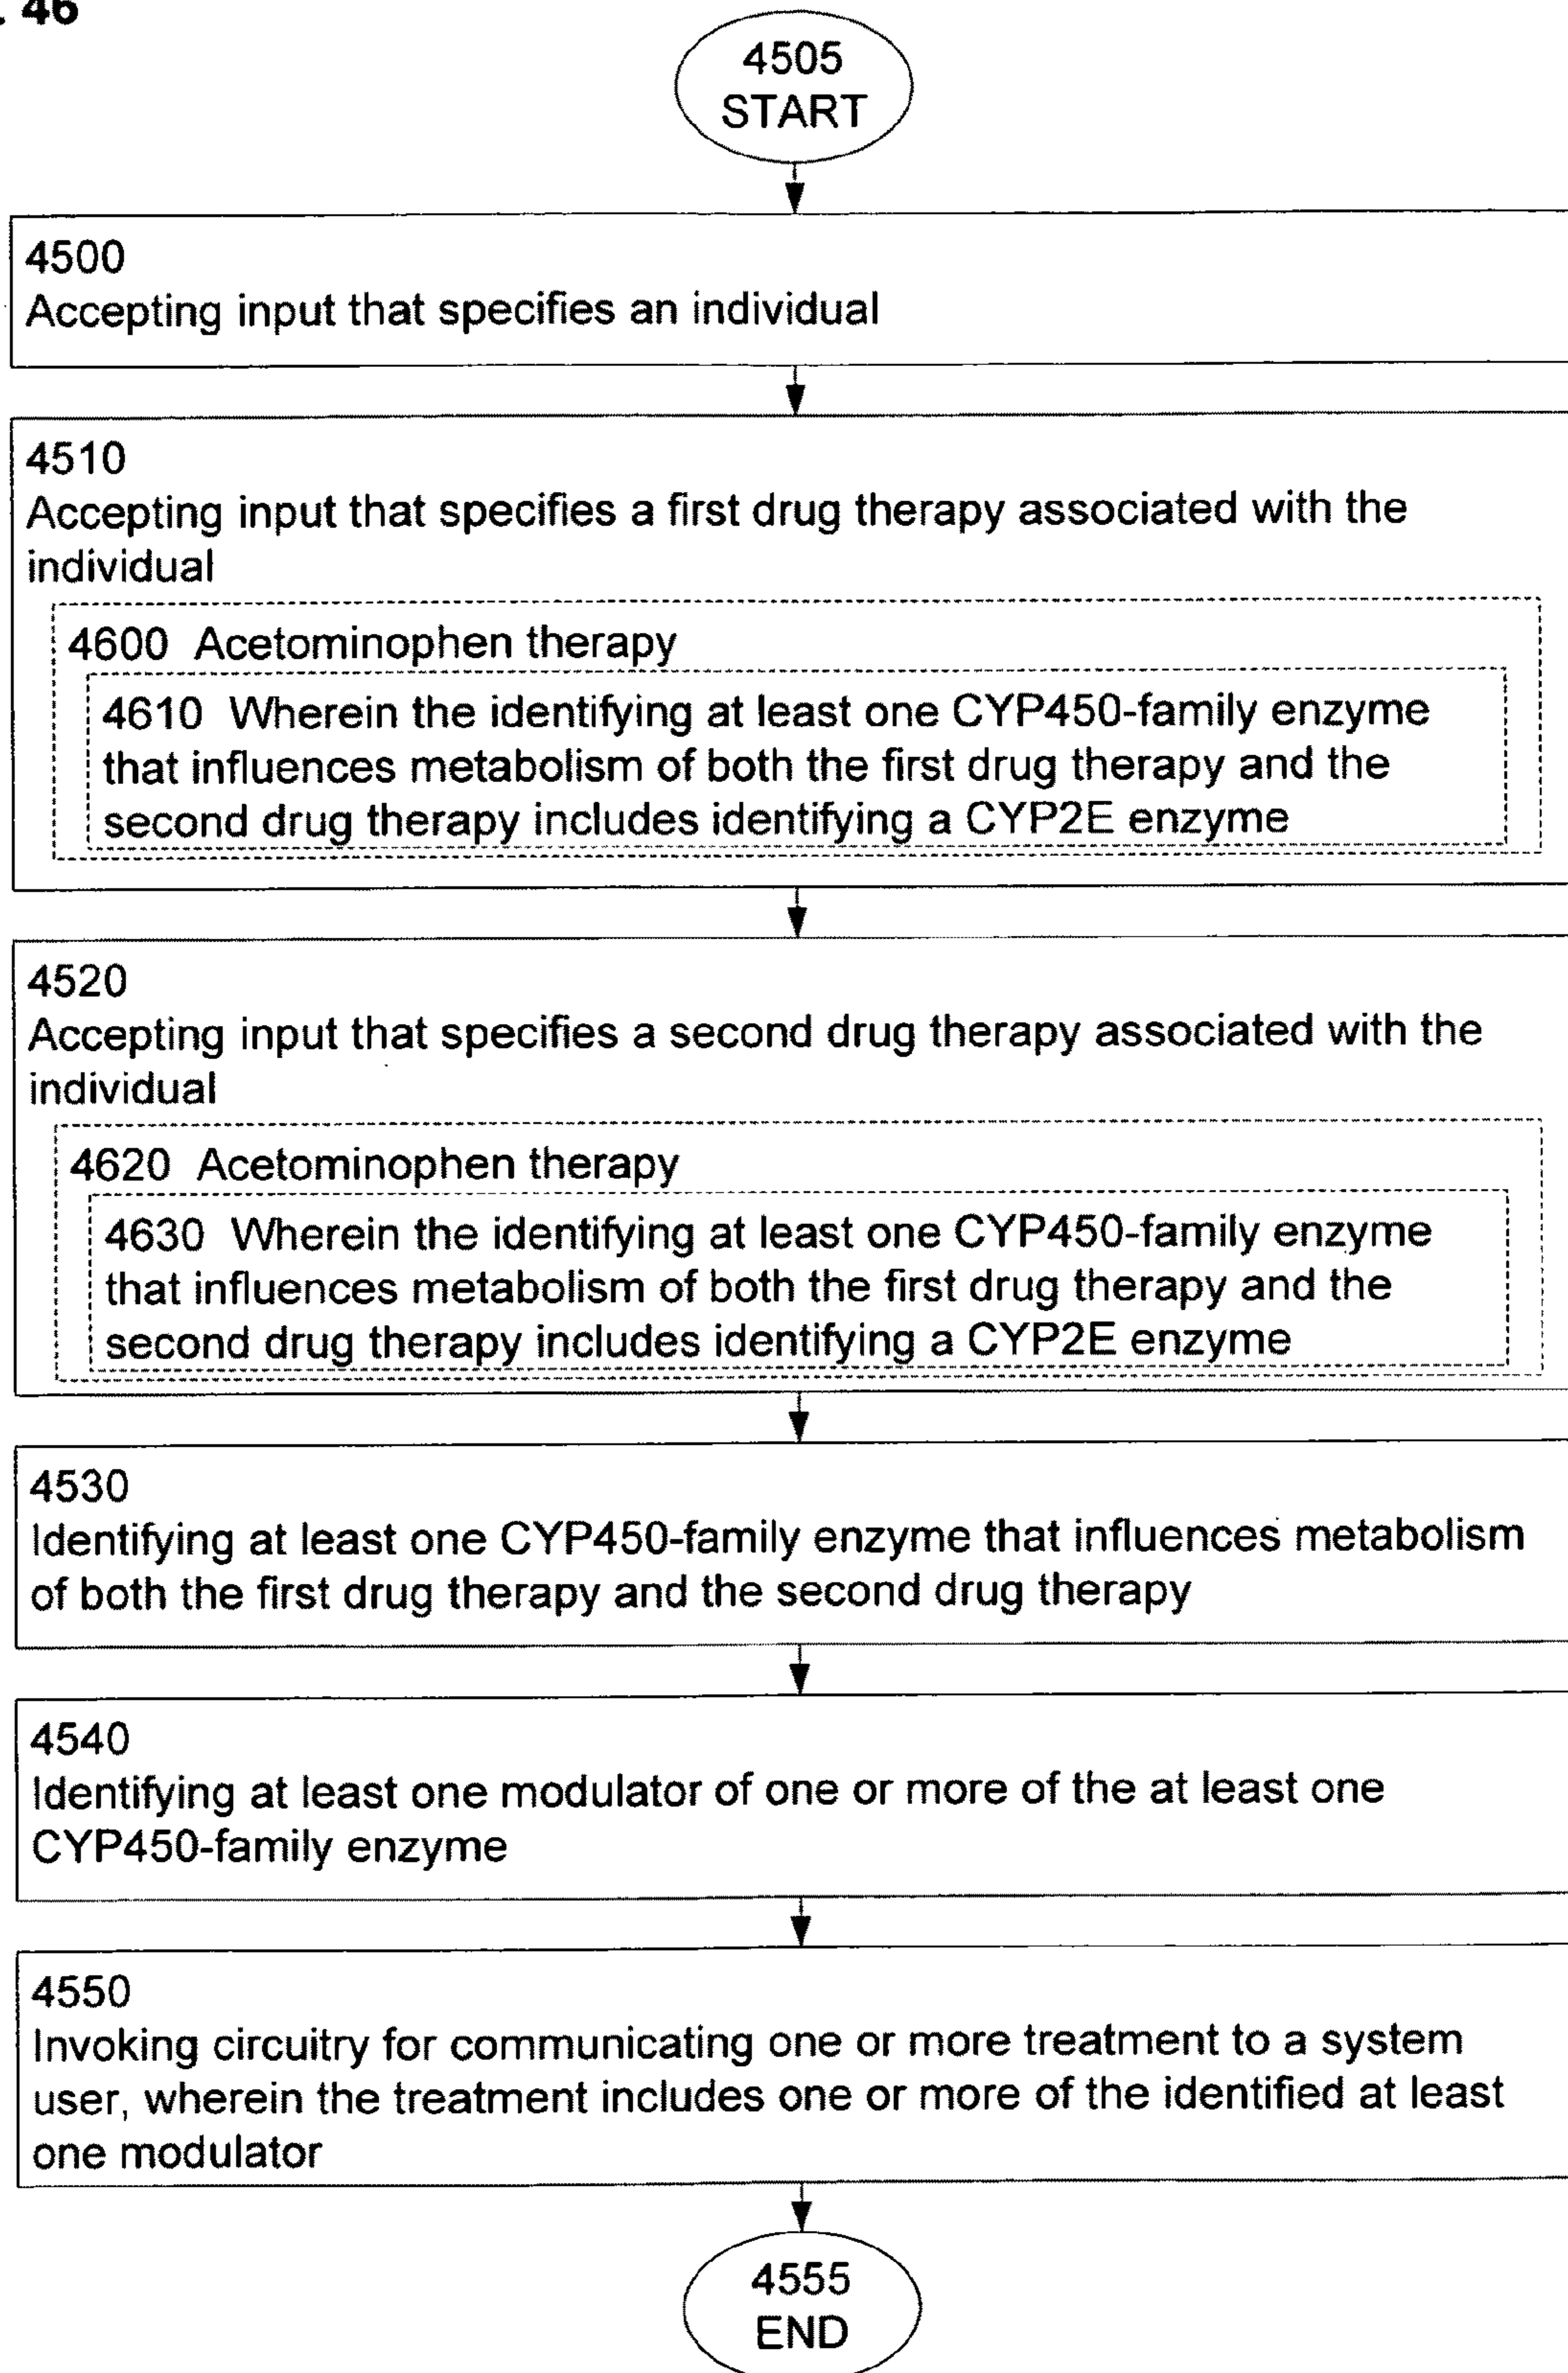 . 46
4505
START
4500
Accepting input that specifies an individual
4510
Accepting input that specifies a first drug therapy associated with the
individual
4600 Acetominophen therapy
4610 Wherein the identifying at least one CYP450-family enzyme
that influences metabolism of both the first drug therapy and the
second drug therapy includes identifying a CYP2E enzyme
4520
Accepting input that specifies a second drug therapy associated with the
individual
4620 Acetominophen therapy
4630 Wherein the identifying at least one CYP450-family enzyme
that influences metabolism of both the first drug therapy and the
second drug therapy includes identifying a CYP2E enzyme
4530
Identifying at least one CYP450-family enzyme that influences metabolism
of both the first drug therapy and the second drug therapy
4540
Identifying at least one modulator of one or more of the at least one
CYP450-family enzyme
4550
Invoking circuitry for communicating one or more treatment to a system
user, wherein the treatment includes one or more of the identified at least
one modulator
4555
END